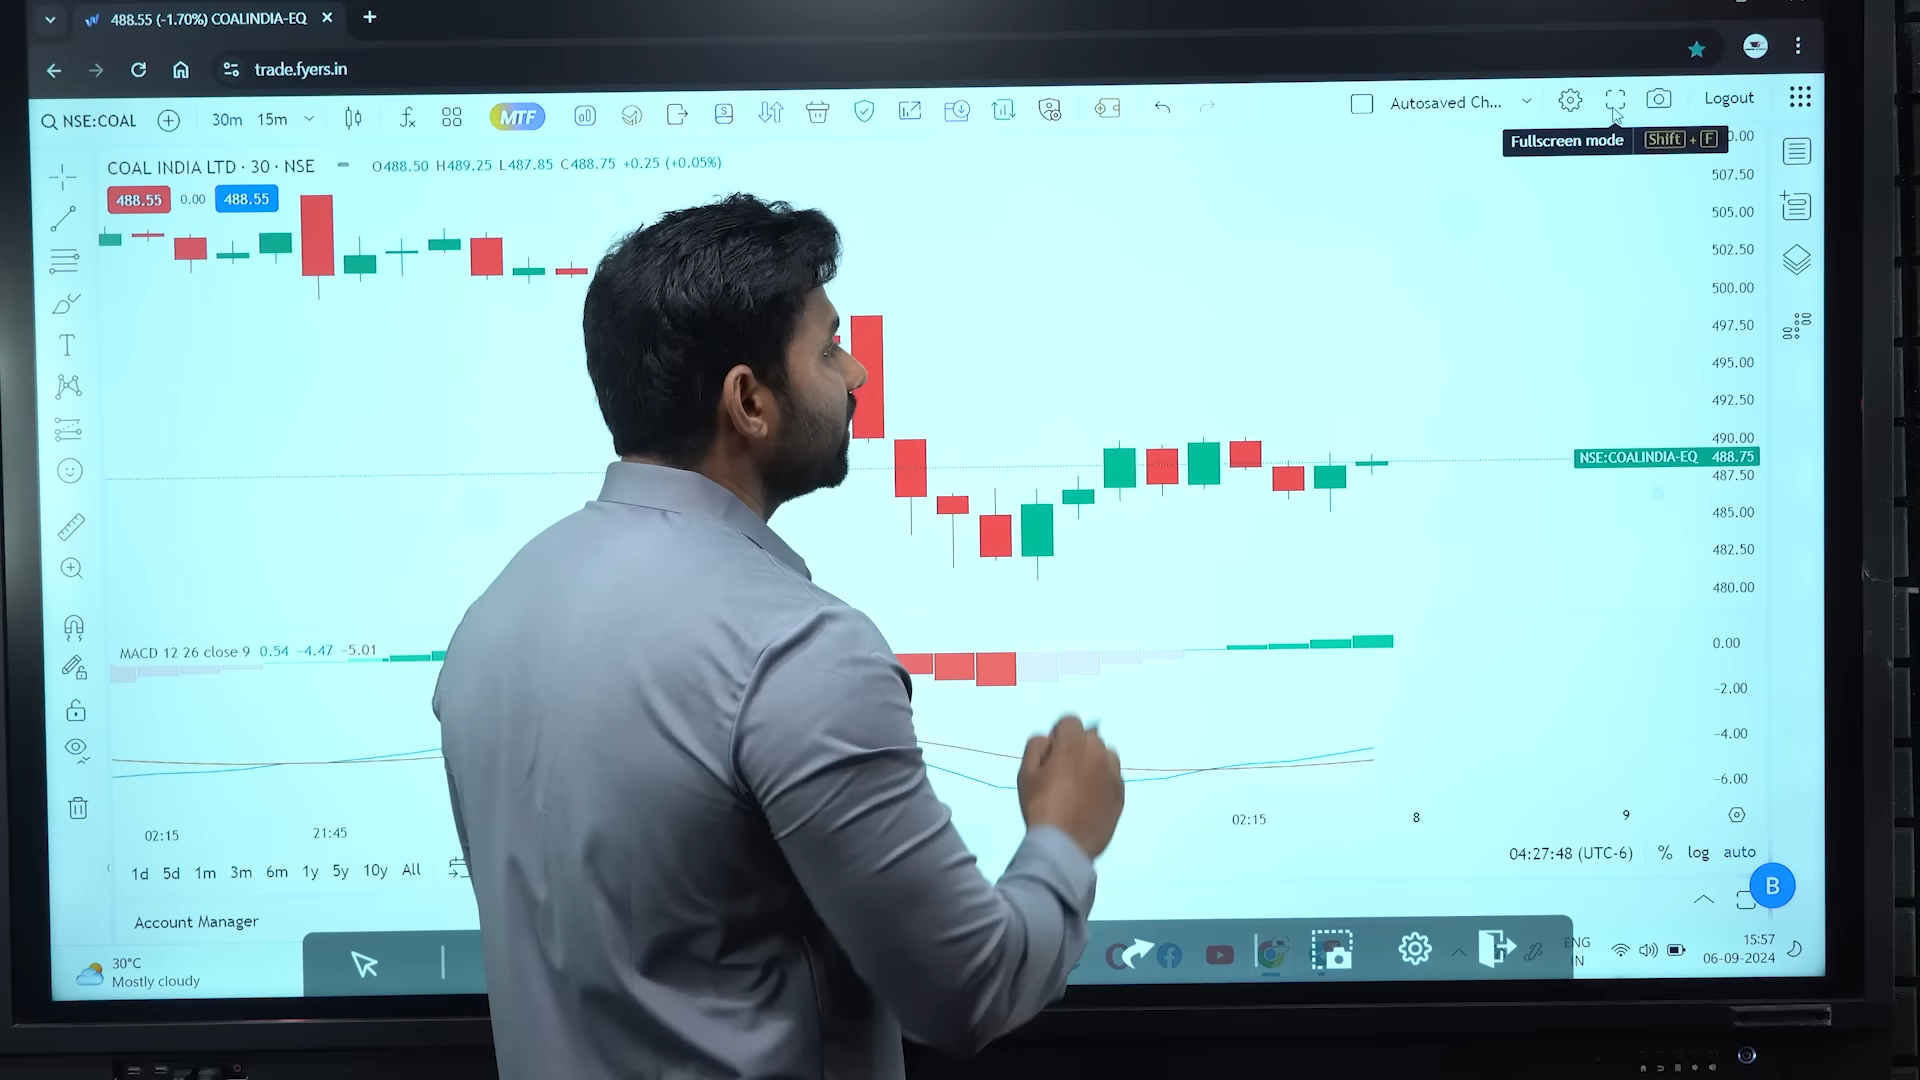 488.55 (-1.70%) COALINDIA-EQ
trade.fyers.in
NSE:COAL 30m 15m MTF Autosaved Ch... Logout
Fullscreen mode Shift + F
COAL INDIA LTD · 30 · NSE O488.50 H489.25 L487.85 C488.75 +0.25 (+0.05%)
488.55 0.00 488.55
507.50
505.00
502.50
500.00
497.50
495.00
492.50
490.00
NSE:COALINDIA-EQ 488.75
487.50
485.00
482.50
480.00
MACD 12 26 close 9 0.54 −4.47 −5.01
0.00
−2.00
−4.00
−6.00
02:15 21:45 02:15 8 9
1d 5d 1m 3m 6m 1y 5y 10y All
04:27:48 (UTC-6) % log auto
B
Account Manager
30°C
Mostly cloudy
ENG
IN
15:57
06-09-2024